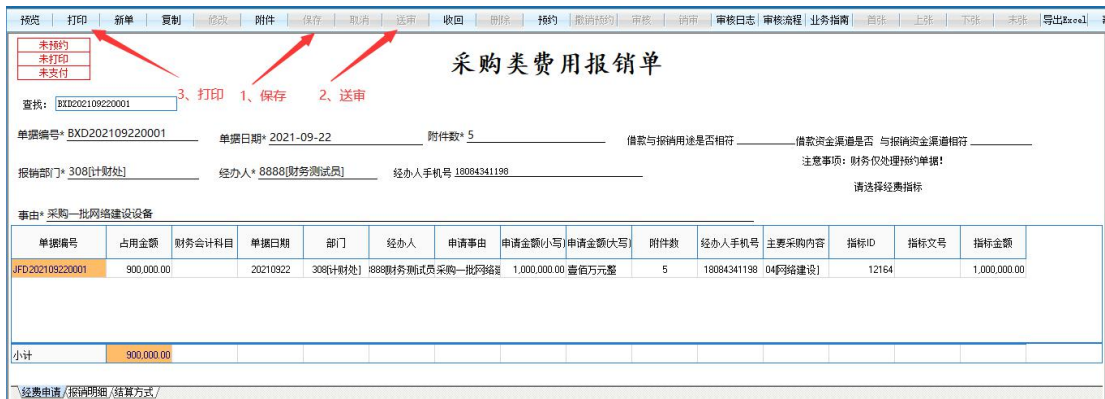 预览 打印 新单 复制 修改 附件 保存 取消 送审 收回 删除 预约 撤销预约 审核 销审 审核日志 审核流程 业务指南 首张 上张 下张 末张 导出Excel
未预约
未打印
未支付
采购类费用报销单
3、打印 1、保存 2、送审
查找: BXD202109220001
单据编号* BXD202109220001 单据日期* 2021-09-22 附件数* 5 借款与报销用途是否相符 借款资金渠道是否 与报销资金渠道相符
注意事项: 财务仅处理预约单据!
报销部门* 308[计财处] 经办人* 8888[财务测试员] 经办人手机号 18084341198
请选择经费指标
事由* 采购一批网络建设设备
单据编号 占用金额 财务会计科目 单据日期 部门 经办人 申请事由 申请金额(小写) 申请金额(大写) 附件数 经办人手机号 主要采购内容 指标ID 指标文号 指标金额
JFD202109220001 900,000.00 20210922 308[计财处] 8888[财务测试员 采购一批网络建 1,000,000.00 壹佰万元整 5 18084341198 04[网络建设] 12164 1,000,000.00
小计 900,000.00
经费申请 报销明细 结算方式